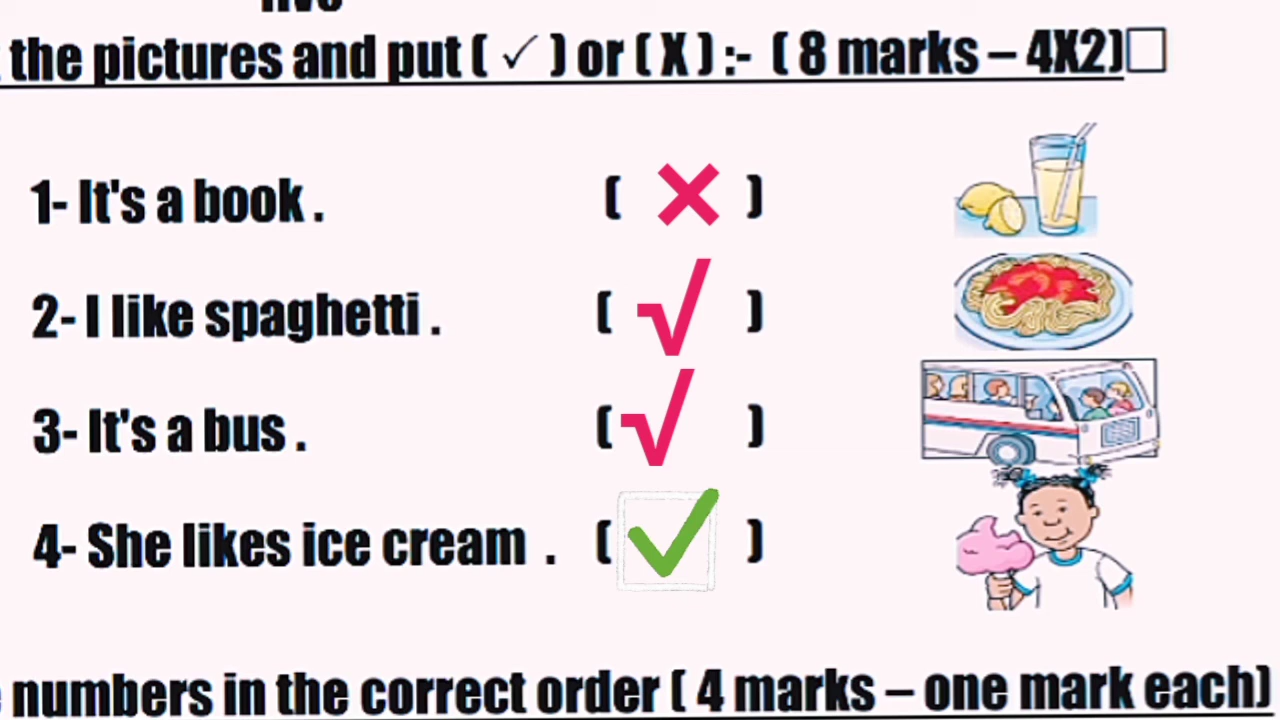 the pictures and put ( ✓ ) or ( X ) :- ( 8 marks – 4X2)
1- It's a book . ( × )
2- I like spaghetti . ( √ )
3- It's a bus . ( √ )
4- She likes ice cream . ( ✓ )
numbers in the correct order ( 4 marks – one mark each)